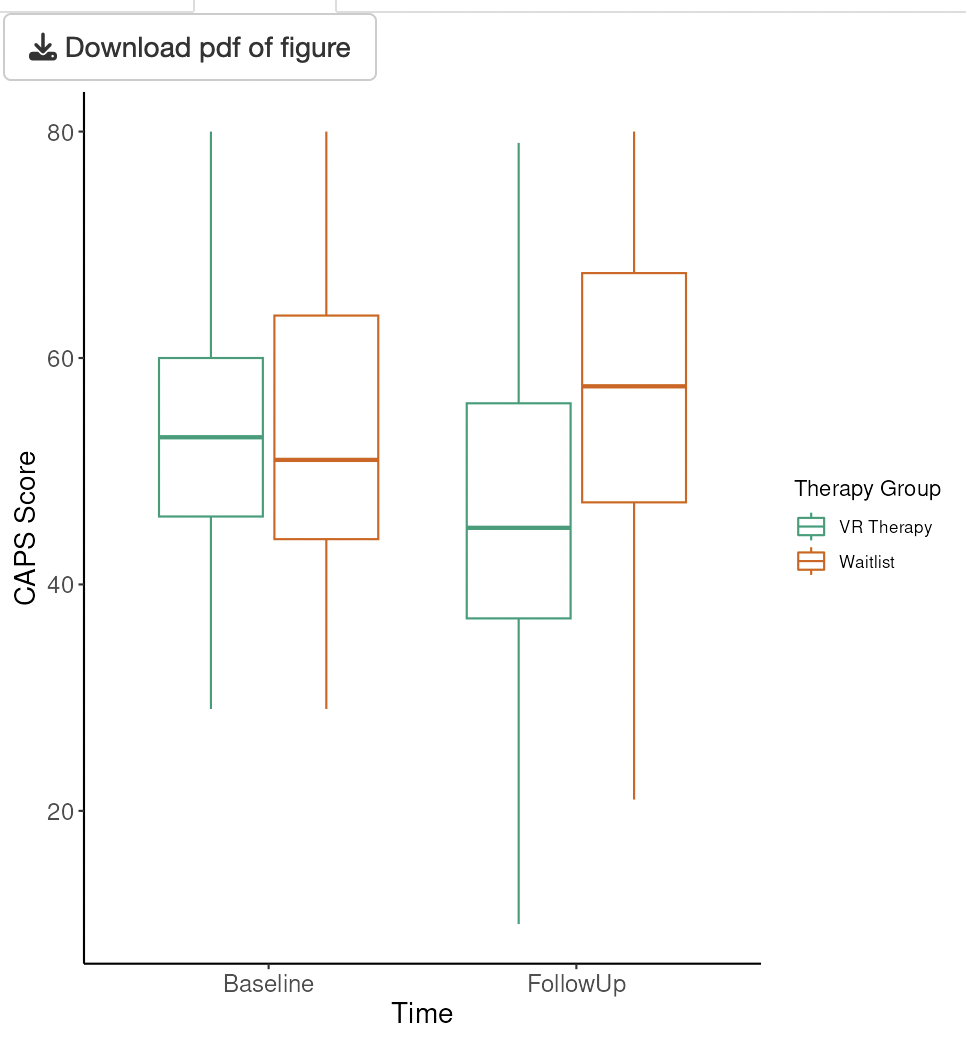 Download pdf of figure
80
60
40
20
CAPS Score
Baseline
FollowUp
Time
Therapy Group
VR Therapy
Waitlist